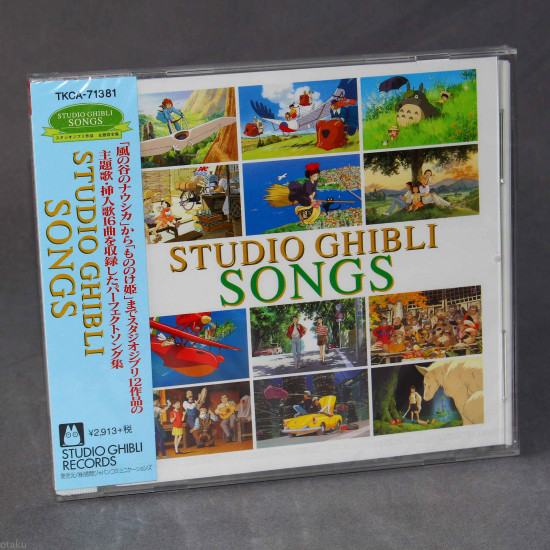 TKCA-71381
STUDIO GHIBLI
SONGS
スタジオジブリ作品・主題歌全集
STUDIO GHIBLI
SONGS
「風の谷のナウシカ」から「もののけ姫」までスタジオジブリ12作品の
主題歌・挿入歌16曲を収録したパーフェクトソング集
¥2,913+税
STUDIO GHIBLI
RECORDS
STUDIO GHIBLI
SONGS
otaku